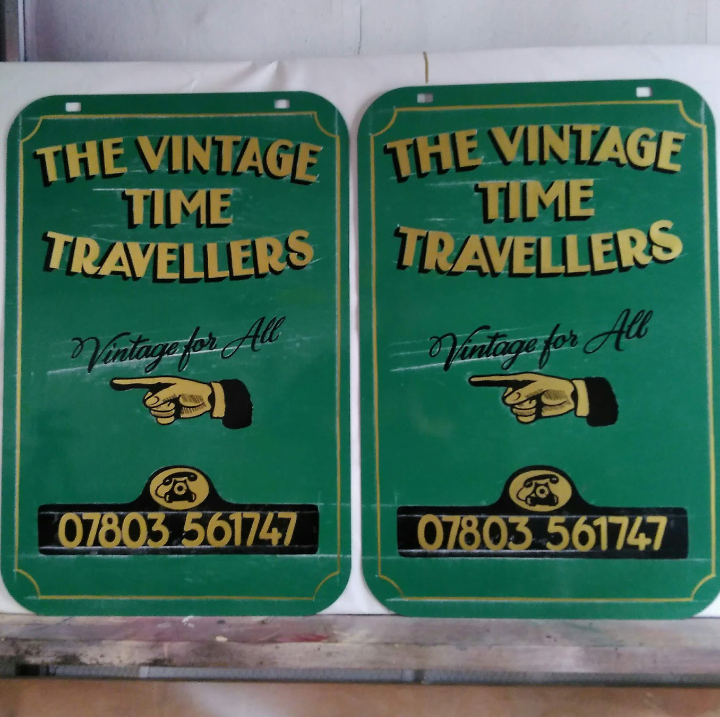 THE VINTAGE
TIME
TRAVELLERS
Vintage for All
07803 561747
THE VINTAGE
TIME
TRAVELLERS
Vintage for All
07803 561747